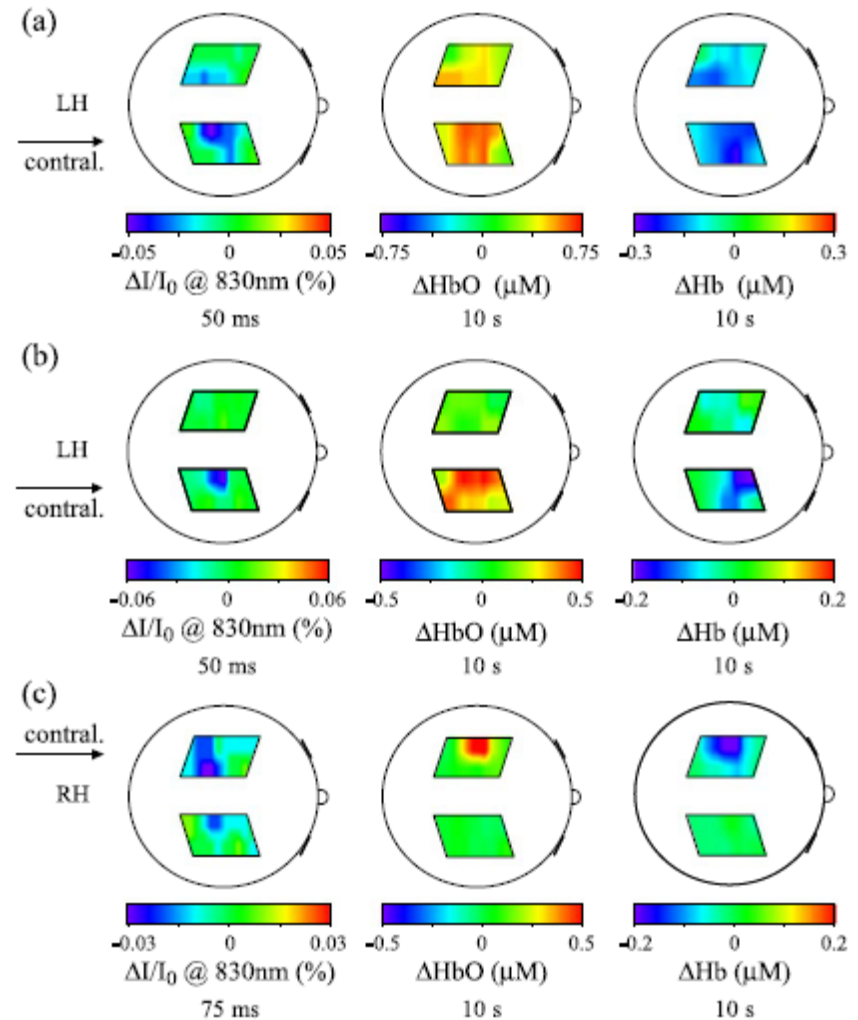 (a)
LH
contral.
-0.05 0 0.05 -0.75 0 0.75 -0.3 0 0.3
ΔI/I₀ @ 830nm (%) ΔHbO (μM) ΔHb (μM)
50 ms 10 s 10 s
(b)
LH
contral.
-0.06 0 0.06 -0.5 0 0.5 -0.2 0 0.2
ΔI/I₀ @ 830nm (%) ΔHbO (μM) ΔHb (μM)
50 ms 10s 10 s
(c)
contral.
RH
-0.03 0 0.03 -0.5 0 0.5 -0.2 0 0.2
ΔI/I₀ @ 830nm (%) ΔHbO (μM) ΔHb (μM)
75 ms 10s 10 s